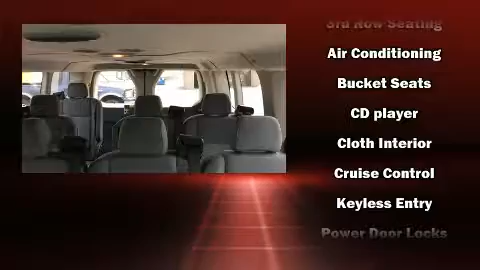 3rd Row Seating
Air Conditioning
Bucket Seats
CD player
Cloth Interior
Cruise Control
Keyless Entry
Power Door Locks